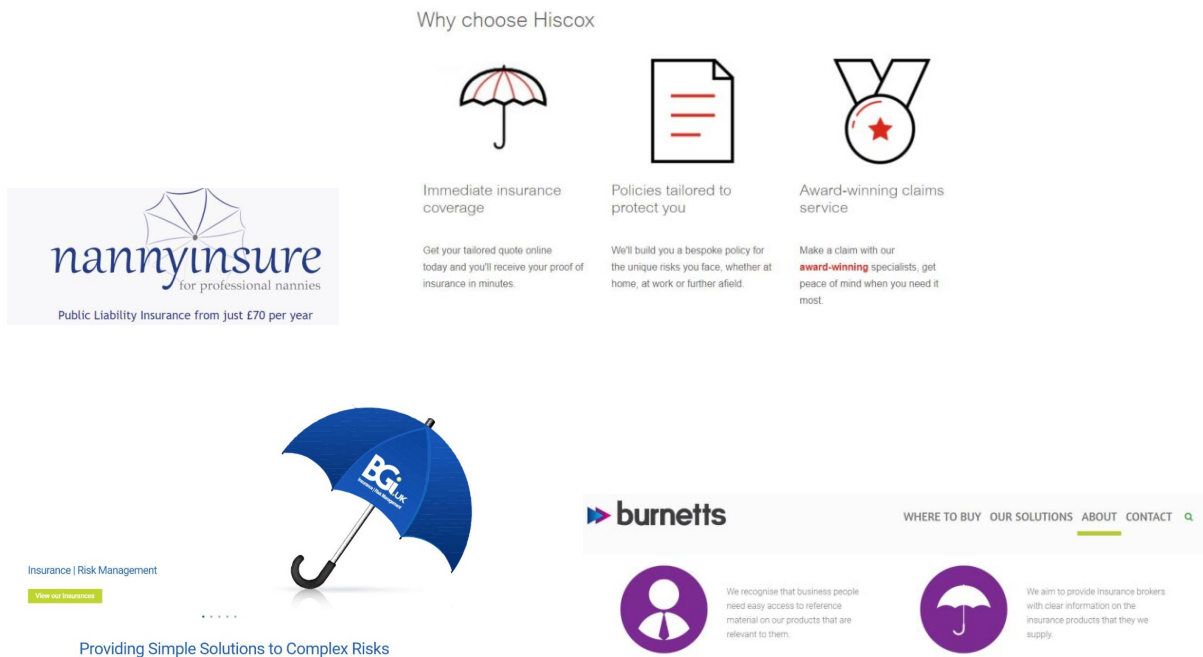 Why choose Hiscox
Immediate insurance
coverage
Get your tailored quote online
today and you'll receive your proof of
insurance in minutes.
Policies tailored to
protect you
We'll build you a bespoke policy for
the unique risks you face, whether at
home, at work or further afield.
Award-winning claims
service
Make a claim with our
award-winning specialists, get
peace of mind when you need it
most.
nannyinsure
for professional nannies
Public Liability Insurance from just £70 per year
BGi.UK
Insurance | Risk Management
Insurance | Risk Management
View our Insurances
Providing Simple Solutions to Complex Risks
burnetts
WHERE TO BUY OUR SOLUTIONS ABOUT CONTACT
We recognise that business people
need easy access to reference
material on our products that are
relevant to them.
We aim to provide Insurance brokers
with clear information on the
insurance products that they we
supply.